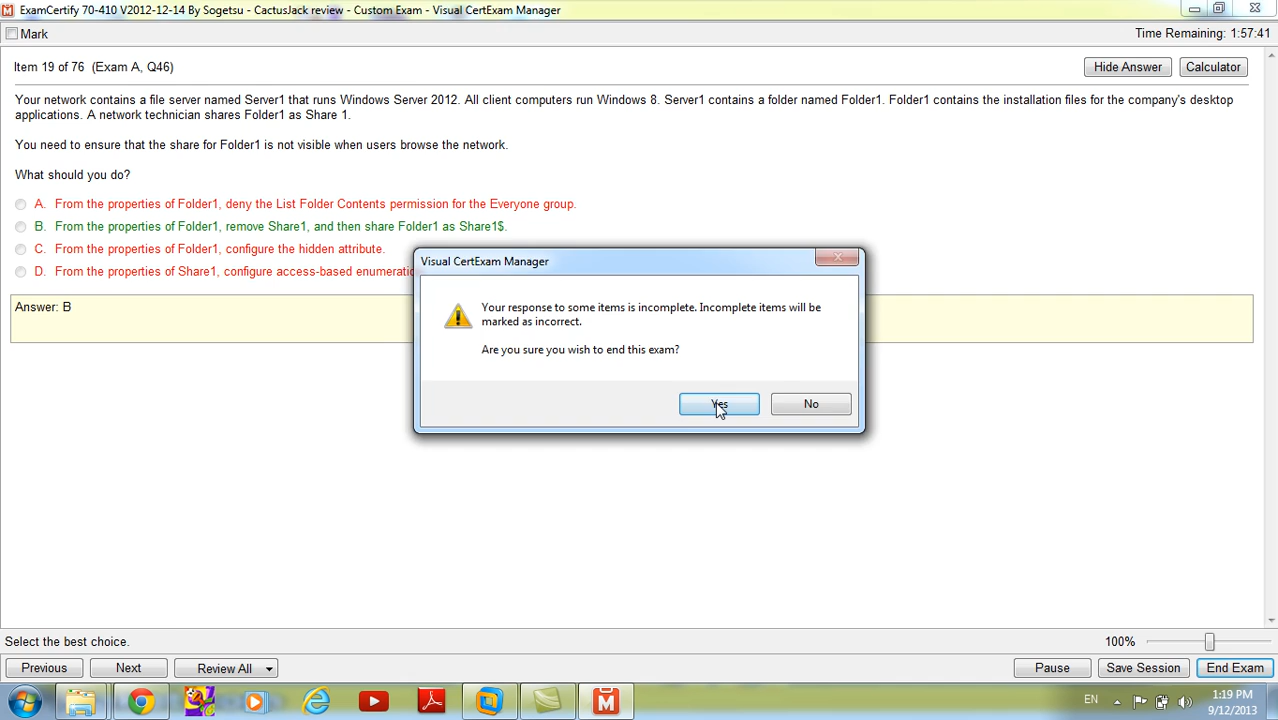 ExamCertify 70-410 V2012-12-14 By Sogetsu - CactusJack review - Custom Exam - Visual CertExam Manager
Mark
Time Remaining: 1:57:41
Item 19 of 76 (Exam A, Q46)
Hide Answer
Calculator
Your network contains a file server named Server1 that runs Windows Server 2012. All client computers run Windows 8. Server1 contains a folder named Folder1. Folder1 contains the installation files for the company's desktop
applications. A network technician shares Folder1 as Share 1.
You need to ensure that the share for Folder1 is not visible when users browse the network.
What should you do?
A. From the properties of Folder1, deny the List Folder Contents permission for the Everyone group.
B. From the properties of Folder1, remove Share1, and then share Folder1 as Share1$.
C. From the properties of Folder1, configure the hidden attribute.
D. From the properties of Share1, configure access-based
Answer: B
Visual CertExam Manager
Your response to some items is incomplete. Incomplete items will be
marked as incorrect.
Are you sure you wish to end this exam?
Yes
No
Select the best choice.
100%
Previous
Next
Review All
Pause
Save Session
End Exam
EN
1:19 PM
9/12/2013